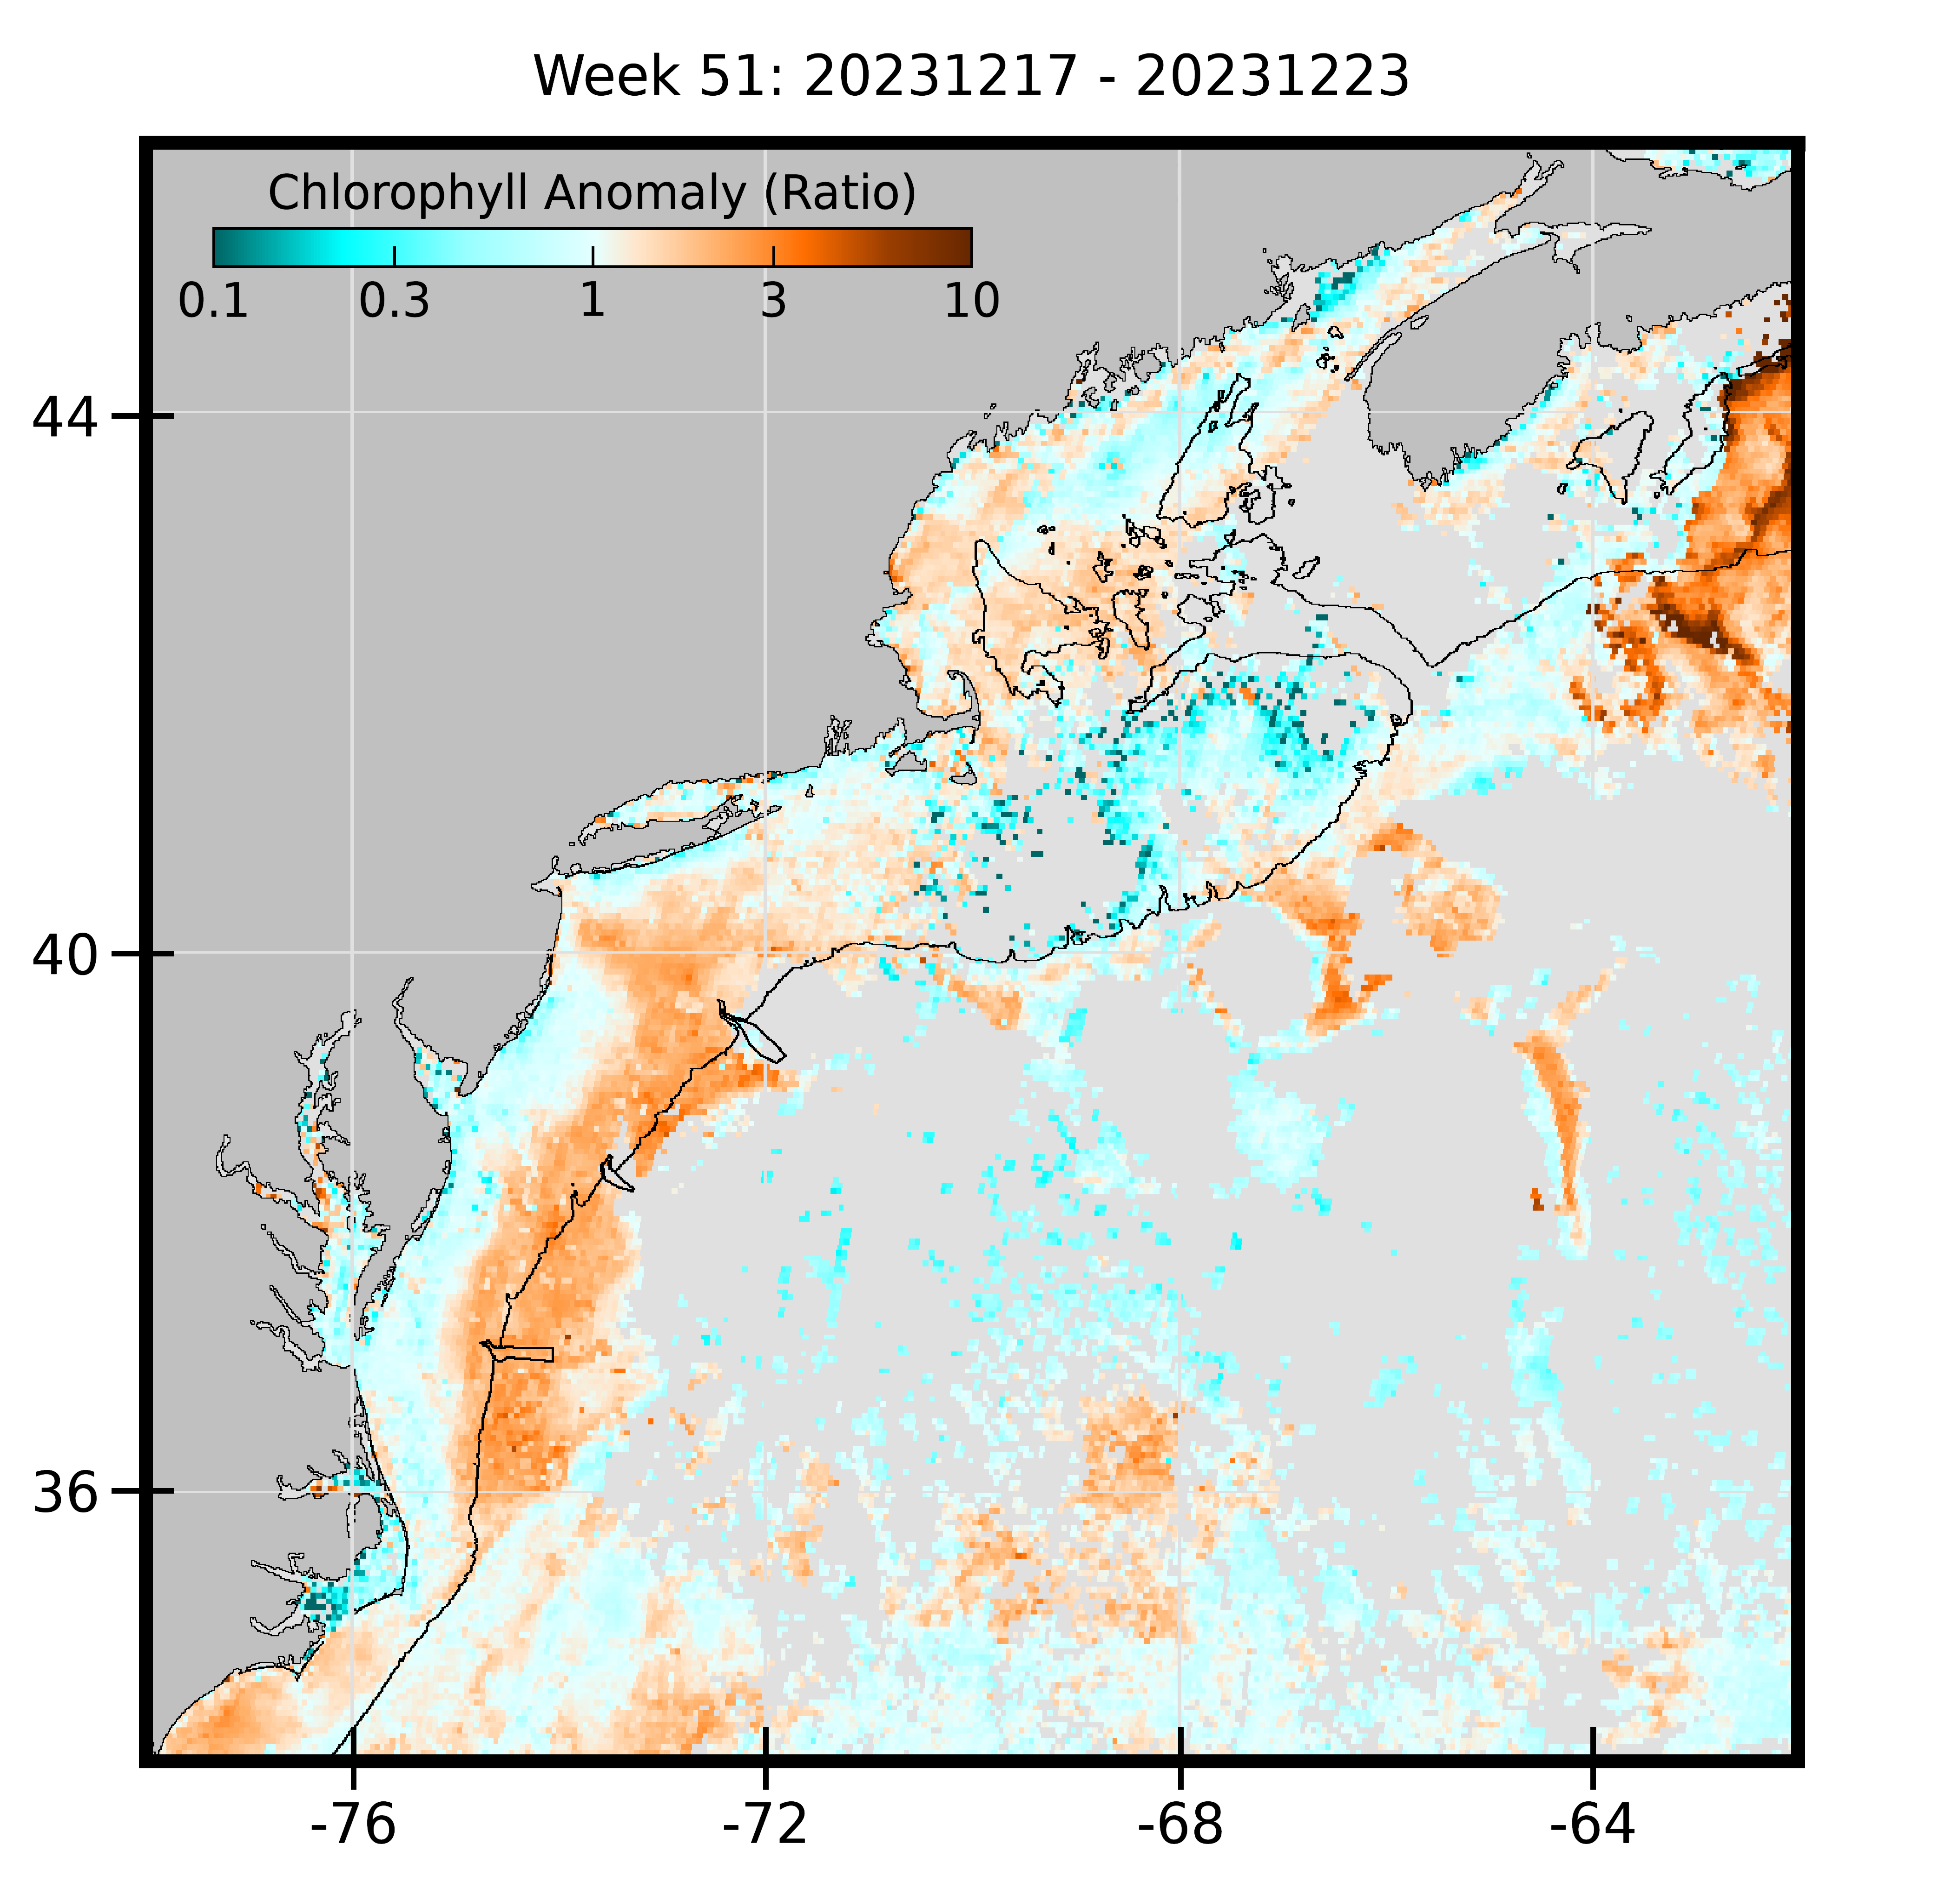 Week 51: 20231217 - 20231223
Chlorophyll Anomaly (Ratio)
0.1 0.3 1 3 10
44
40
36
-76 -72 -68 -64